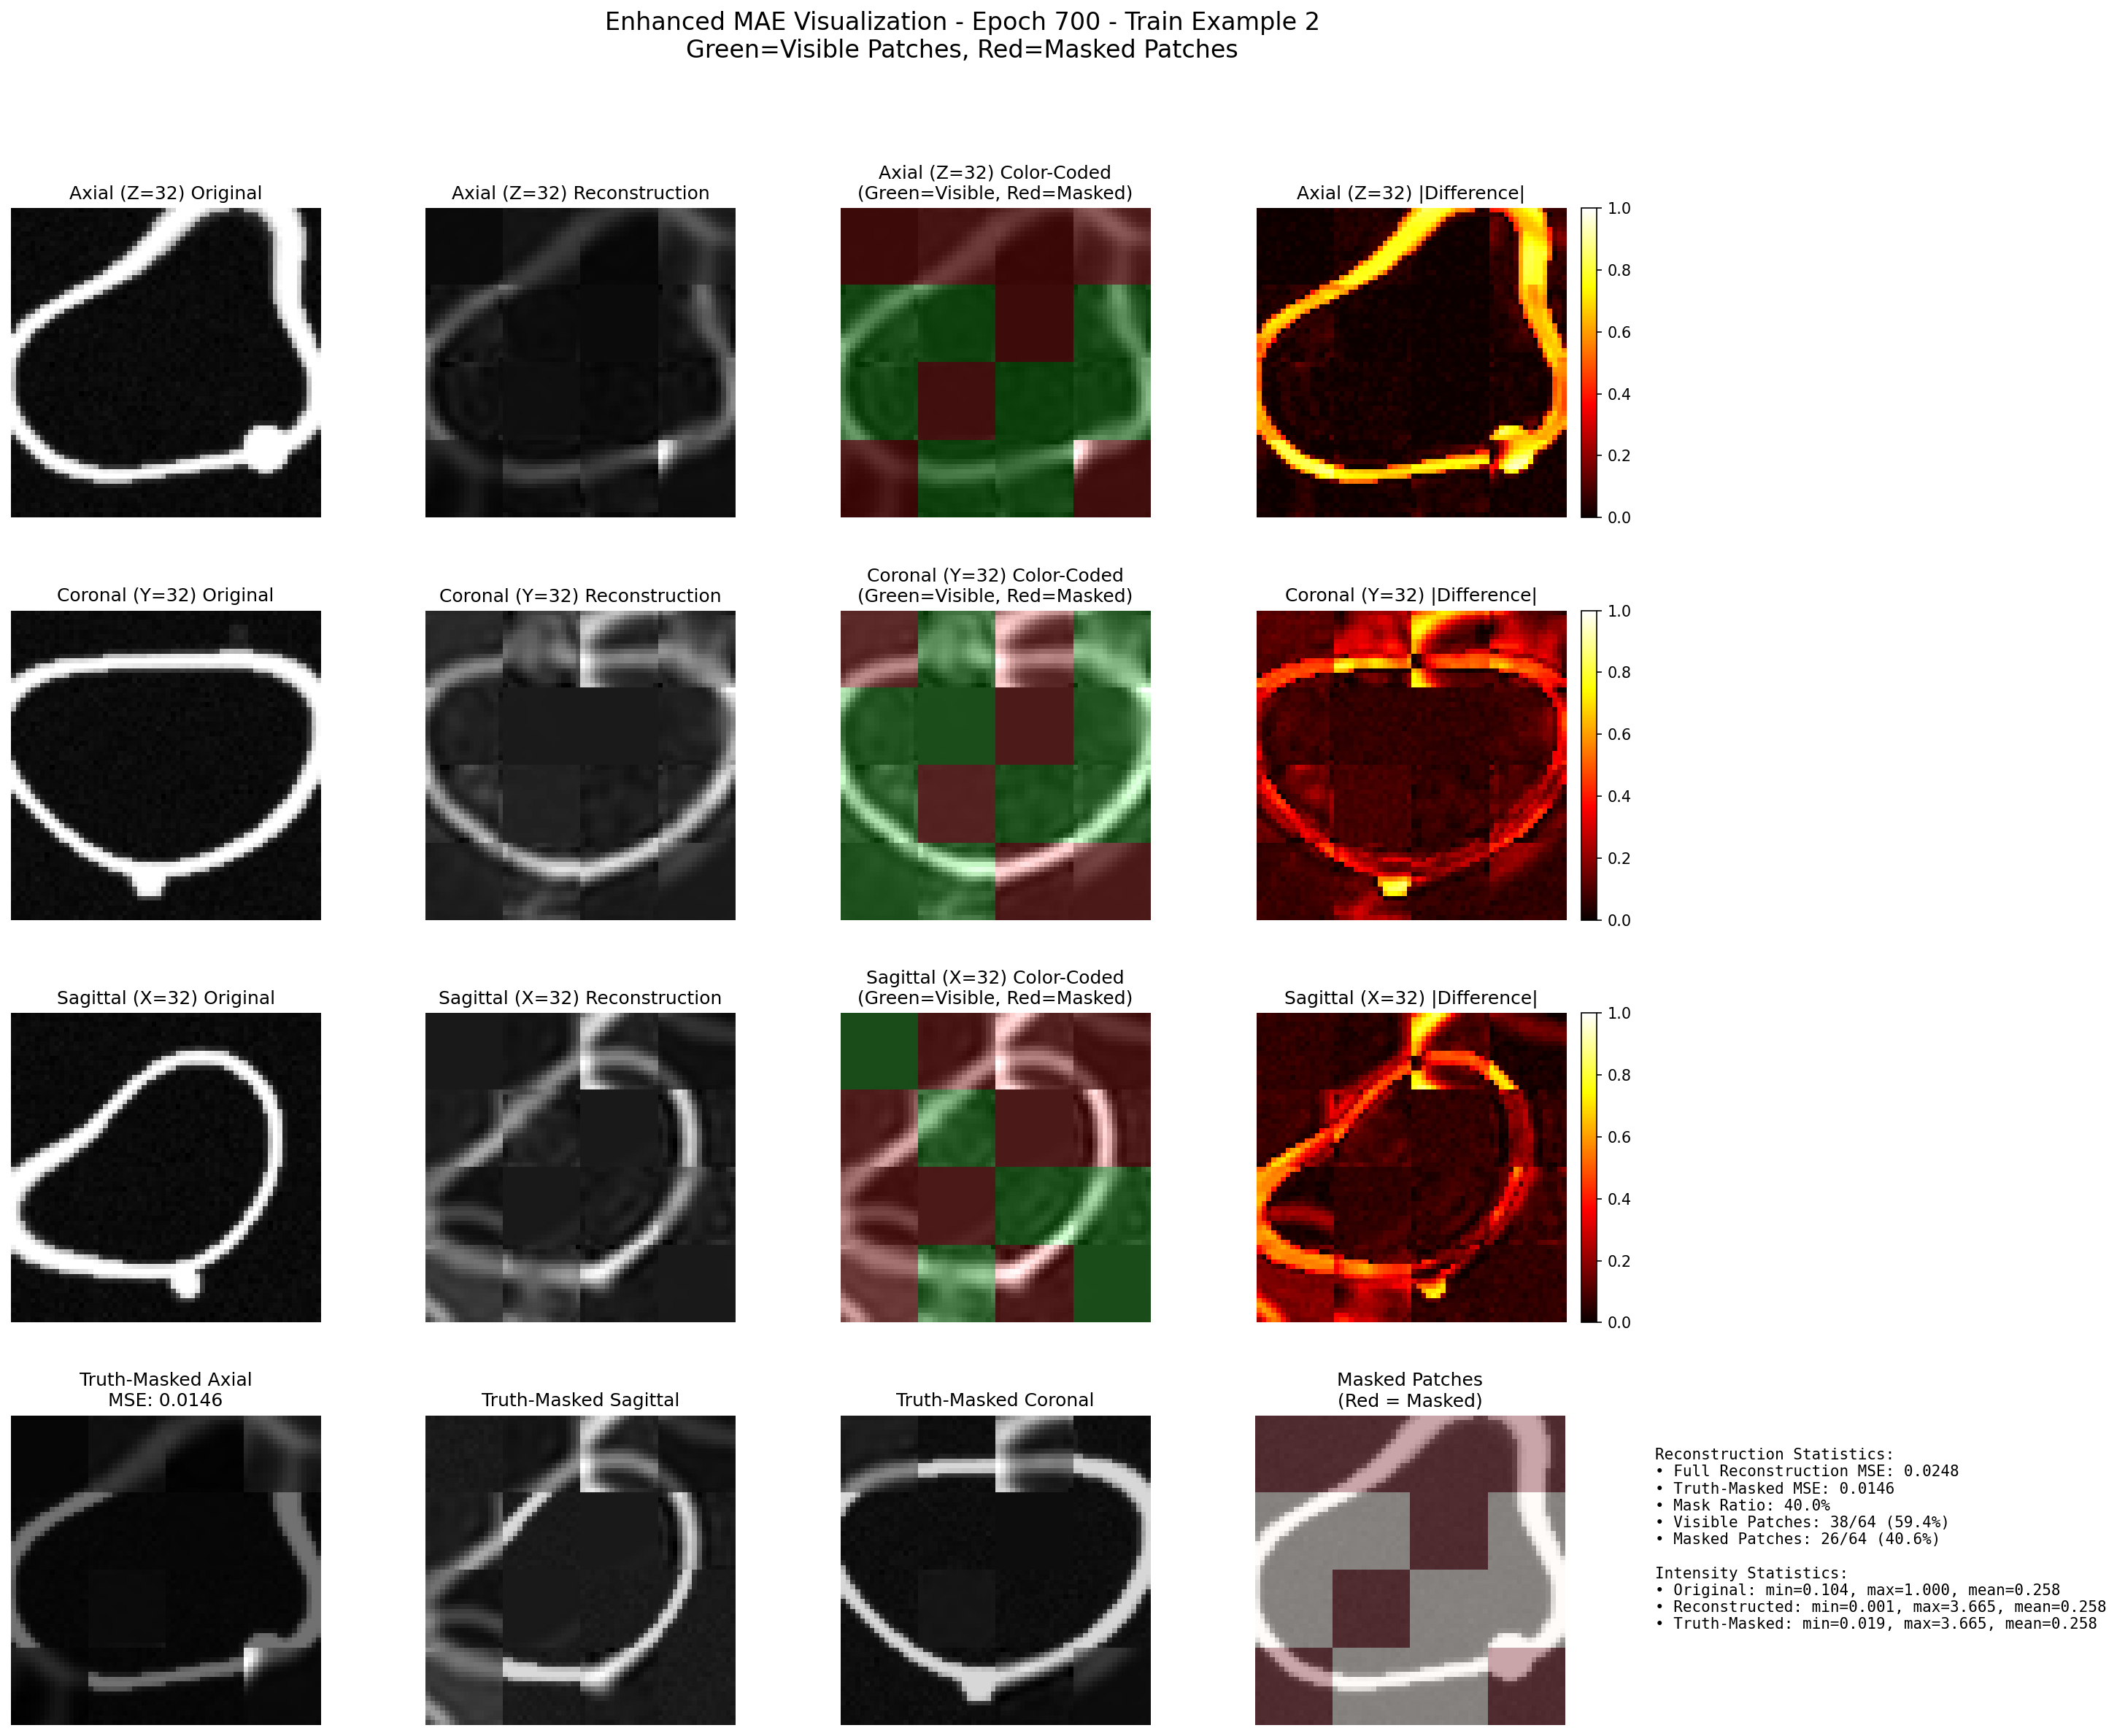 Enhanced MAE Visualization - Epoch 700 - Train Example 2
Green=Visible Patches, Red=Masked Patches
Axial (Z=32) Original
Axial (Z=32) Reconstruction
Axial (Z=32) Color-Coded
(Green=Visible, Red=Masked)
Axial (Z=32) |Difference|
1.0
0.8
0.6
0.4
0.2
0.0
Coronal (Y=32) Original
Coronal (Y=32) Reconstruction
Coronal (Y=32) Color-Coded
(Green=Visible, Red=Masked)
Coronal (Y=32) |Difference|
1.0
0.8
0.6
0.4
0.2
0.0
Sagittal (X=32) Original
Sagittal (X=32) Reconstruction
Sagittal (X=32) Color-Coded
(Green=Visible, Red=Masked)
Sagittal (X=32) |Difference|
1.0
0.8
0.6
0.4
0.2
0.0
Truth-Masked Axial
MSE: 0.0146
Truth-Masked Sagittal
Truth-Masked Coronal
Masked Patches
(Red = Masked)
Reconstruction Statistics:
• Full Reconstruction MSE: 0.0248
• Truth-Masked MSE: 0.0146
• Mask Ratio: 40.0%
• Visible Patches: 38/64 (59.4%)
• Masked Patches: 26/64 (40.6%)
Intensity Statistics:
• Original: min=0.104, max=1.000, mean=0.258
• Reconstructed: min=0.001, max=3.665, mean=0.258
• Truth-Masked: min=0.019, max=3.665, mean=0.258